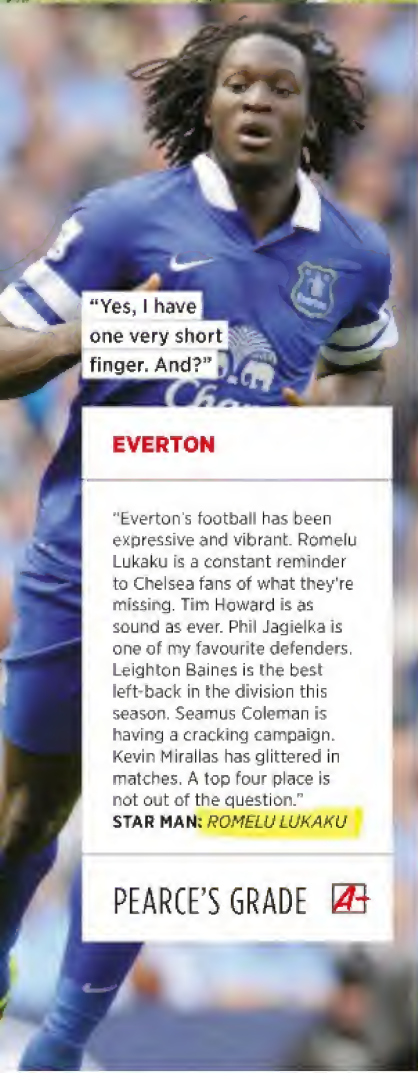 "Yes, I have
one very short
finger. And?"
Everton
Cha
EVERTON
"Everton's football has been
expressive and vibrant. Romelu
Lukaku is a constant reminder
to Chelsea fans of what they're
missing. Tim Howard is as
sound as ever. Phil Jagielka is
one of my favourite defenders.
Leighton Baines is the best
left-back in the division this
season. Seamus Coleman is
having a cracking campaign.
Kevin Mirallas has glittered in
matches. A top four place is
not out of the question."
STAR MAN: ROMELU LUKAKU
PEARCE'S GRADE A+